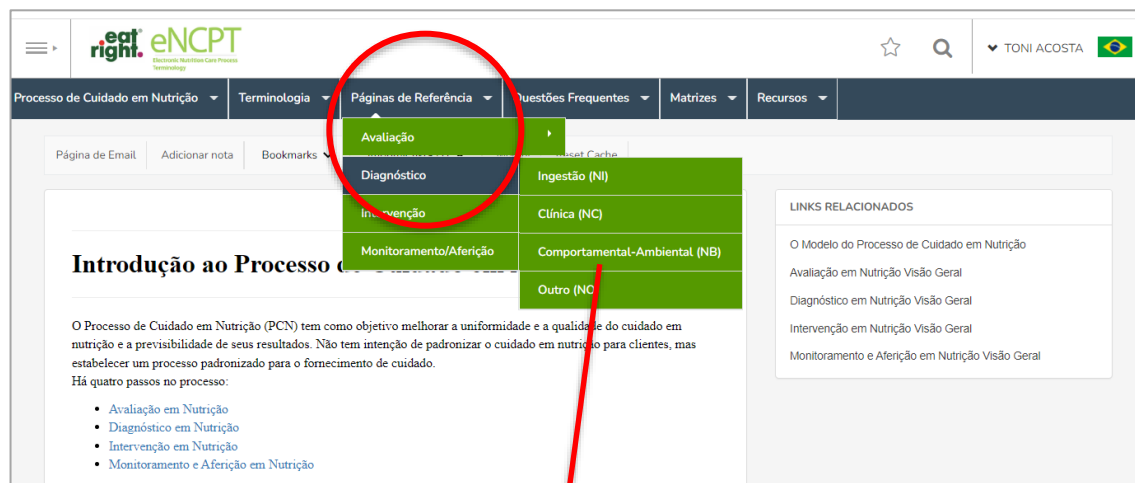 eat right. eNCPT
Electronic Nutrition Care Process Terminology
TONI ACOSTA
Processo de Cuidado em Nutrição
Terminologia
Páginas de Referência
Questões Frequentes
Matrizes
Recursos
Avaliação
Diagnóstico
Intervenção
Monitoramento/Aferição
Ingestão (NI)
Clínica (NC)
Comportamental-Ambiental (NB)
Outro (NO)
Página de Email
Adicionar nota
Bookmarks
Reset Cache
Introdução ao Processo
O Processo de Cuidado em Nutrição (PCN) tem como objetivo melhorar a uniformidade e a qualidade do cuidado em
nutrição e a previsibilidade de seus resultados. Não tem intenção de padronizar o cuidado em nutrição para clientes, mas
estabelecer um processo padronizado para o fornecimento de cuidado.
Há quatro passos no processo:
• Avaliação em Nutrição
• Diagnóstico em Nutrição
• Intervenção em Nutrição
• Monitoramento e Aferição em Nutrição
LINKS RELACIONADOS
O Modelo do Processo de Cuidado em Nutrição
Avaliação em Nutrição Visão Geral
Diagnóstico em Nutrição Visão Geral
Intervenção em Nutrição Visão Geral
Monitoramento e Aferição em Nutrição Visão Geral